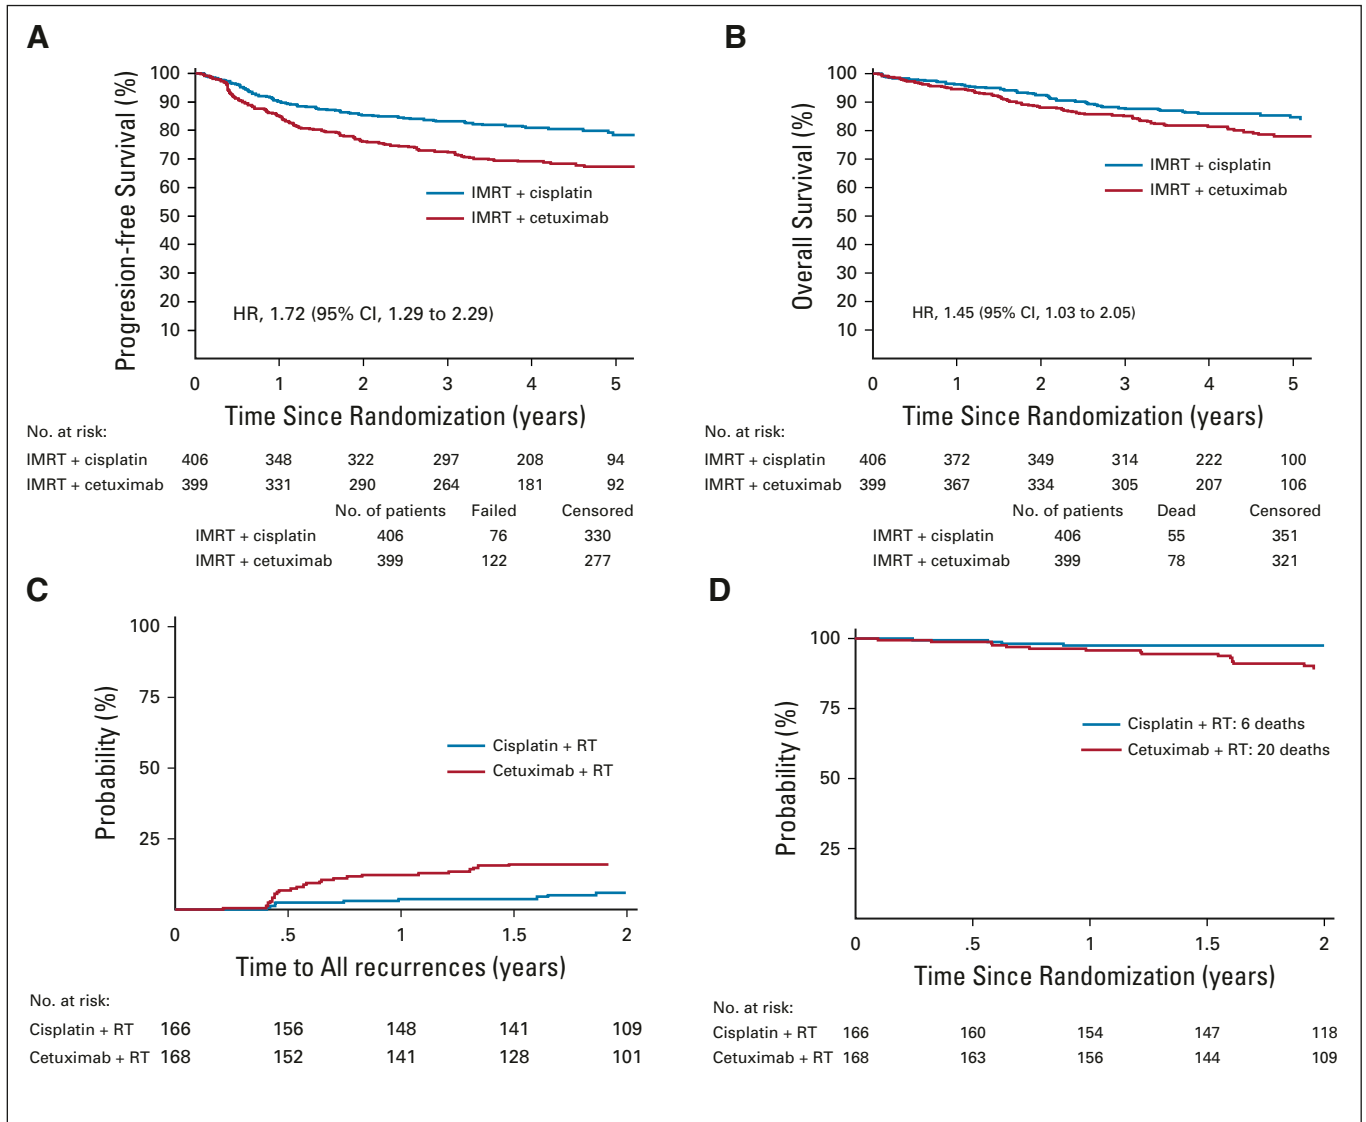 A
Progresion-free Survival (%)
100
90
80
70
60
50
40
30
20
10
IMRT + cisplatin
IMRT + cetuximab
HR, 1.72 (95% CI, 1.29 to 2.29)
0 1 2 3 4 5
Time Since Randomization (years)
No. at risk:
IMRT + cisplatin 406 348 322 297 208 94
IMRT + cetuximab 399 331 290 264 181 92
No. of patients Failed Censored
IMRT + cisplatin 406 76 330
IMRT + cetuximab 399 122 277
B
Overall Survival (%)
100
90
80
70
60
50
40
30
20
10
IMRT + cisplatin
IMRT + cetuximab
HR, 1.45 (95% CI, 1.03 to 2.05)
0 1 2 3 4 5
Time Since Randomization (years)
No. at risk:
IMRT + cisplatin 406 372 349 314 222 100
IMRT + cetuximab 399 367 334 305 207 106
No. of patients Dead Censored
IMRT + cisplatin 406 55 351
IMRT + cetuximab 399 78 321
C
Probability (%)
100
75
50
25
Cisplatin + RT
Cetuximab + RT
0 .5 1 1.5 2
Time to All recurrences (years)
No. at risk:
Cisplatin + RT 166 156 148 141 109
Cetuximab + RT 168 152 141 128 101
D
Probability (%)
100
75
50
25
Cisplatin + RT: 6 deaths
Cetuximab + RT: 20 deaths
0 .5 1 1.5 2
Time Since Randomization (years)
No. at risk:
Cisplatin + RT 166 160 154 147 118
Cetuximab + RT 168 163 156 144 109